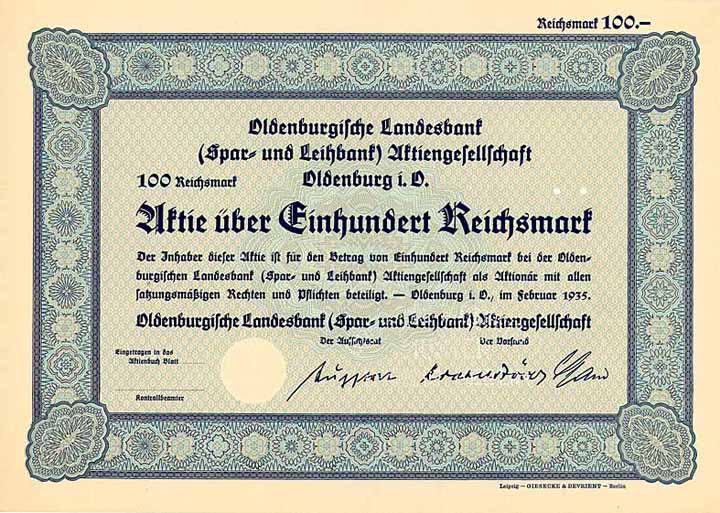 Reichsmark 100.–
Oldenburgische Landesbank
(Spar- und Leihbank) Aktiengesellschaft
100 Reichsmark
Oldenburg i. O.
Aktie über Einhundert Reichsmark
Der Inhaber dieser Aktie ist für den Betrag von Einhundert Reichsmark bei der Olden-
burgischen Landesbank (Spar- und Leihbank) Aktiengesellschaft als Aktionär mit allen
satzungsmäßigen Rechten und Pflichten beteiligt. — Oldenburg i. O., im Februar 1935.
Oldenburgische Landesbank (Spar- und Leihbank) Aktiengesellschaft
Der Aufsichtsrat Der Vorstand
Eingetragen in das
Aktienbuch Blatt
Kontrollbeamter
Leipzig — GIESECKE & DEVRIENT — Berlin